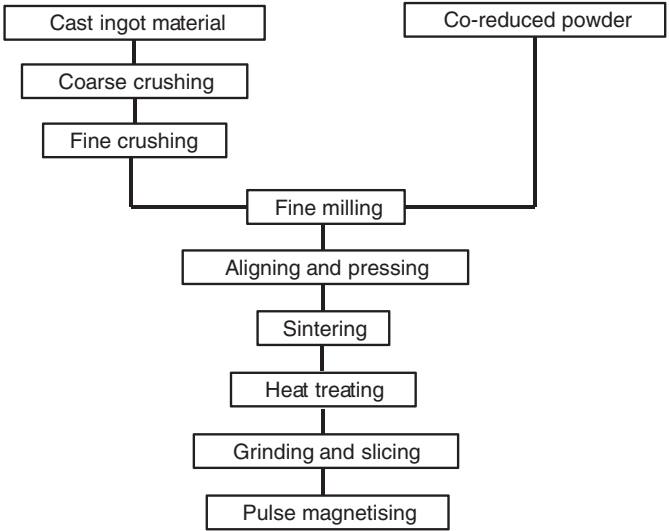 Cast ingot material
Co-reduced powder
Coarse crushing
Fine crushing
Fine milling
Aligning and pressing
Sintering
Heat treating
Grinding and slicing
Pulse magnetising